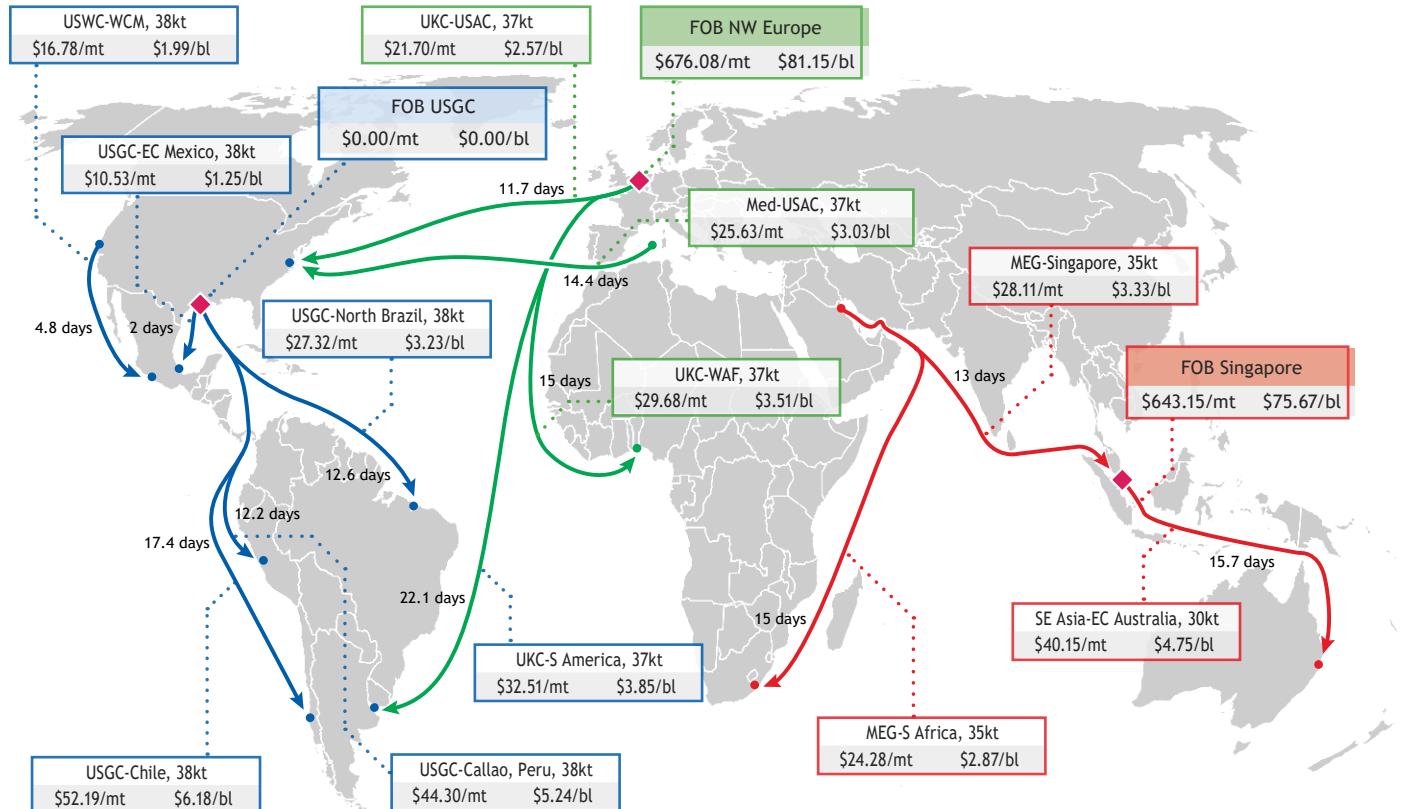 USWC-WCM, 38kt
$16.78/mt $1.99/bl
UKC-USAC, 37kt
$21.70/mt $2.57/bl
FOB NW Europe
$676.08/mt $81.15/bl
FOB USGC
$0.00/mt $0.00/bl
USGC-EC Mexico, 38kt
$10.53/mt $1.25/bl
11.7 days
Med-USAC, 37kt
$25.63/mt $3.03/bl
14.4 days
MEG-Singapore, 35kt
$28.11/mt $3.33/bl
USGC-North Brazil, 38kt
$27.32/mt $3.23/bl
4.8 days
2 days
FOB Singapore
$643.15/mt $75.67/bl
UKC-WAF, 37kt
$29.68/mt $3.51/bl
15 days
13 days
12.6 days
12.2 days
17.4 days
15.7 days
22.1 days
15 days
SE Asia-EC Australia, 30kt
$40.15/mt $4.75/bl
UKC-S America, 37kt
$32.51/mt $3.85/bl
MEG-S Africa, 35kt
$24.28/mt $2.87/bl
USGC-Chile, 38kt
$52.19/mt $6.18/bl
USGC-Callao, Peru, 38kt
$44.30/mt $5.24/bl